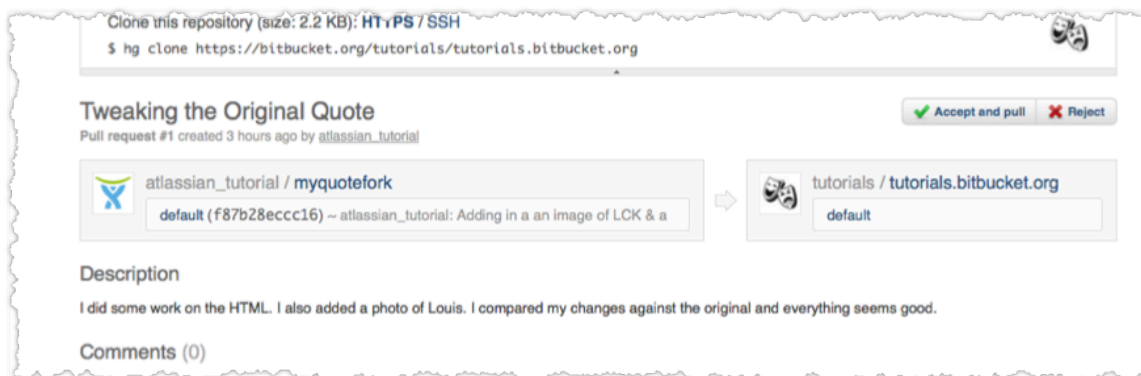 Clone this repository (size: 2.2 KB): HTTPS / SSH
$ hg clone https://bitbucket.org/tutorials/tutorials.bitbucket.org
Tweaking the Original Quote
Accept and pull Reject
Pull request #1 created 3 hours ago by atlassian_tutorial
atlassian_tutorial / myquotefork
default (f87b28eccc16) ~ atlassian_tutorial: Adding in a an image of LCK & a
tutorials / tutorials.bitbucket.org
default
Description
I did some work on the HTML. I also added a photo of Louis. I compared my changes against the original and everything seems good.
Comments (0)